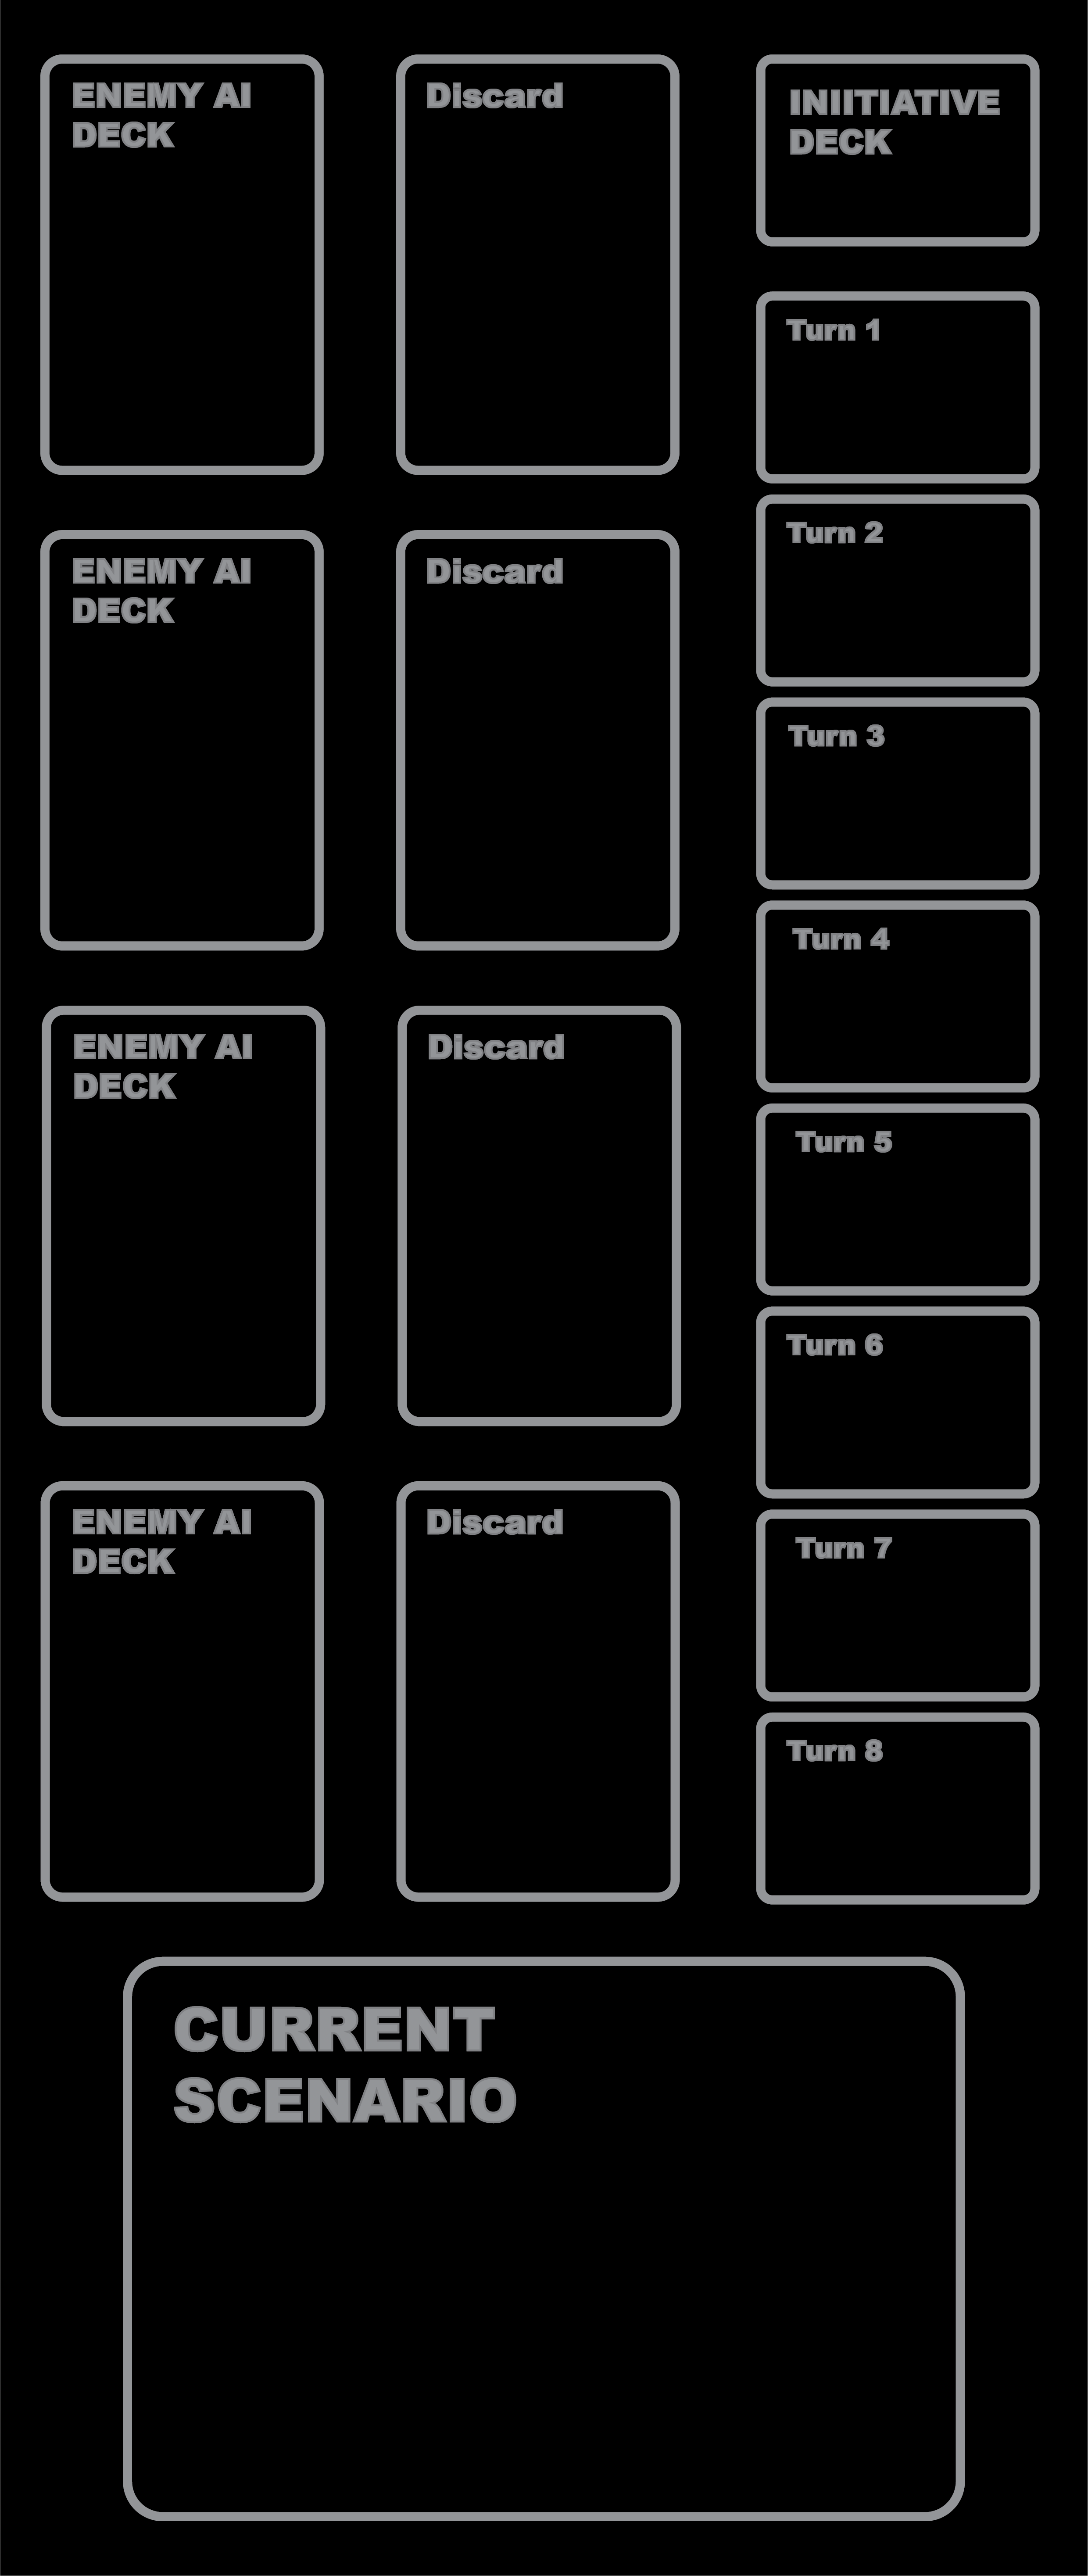 ENEMY AI
DECK
Discard
INIITIATIVE
DECK
Turn 1
Turn 2
ENEMY AI
DECK
Discard
Turn 3
Turn 4
ENEMY AI
DECK
Discard
Turn 5
Turn 6
ENEMY AI
DECK
Discard
Turn 7
Turn 8
CURRENT
SCENARIO